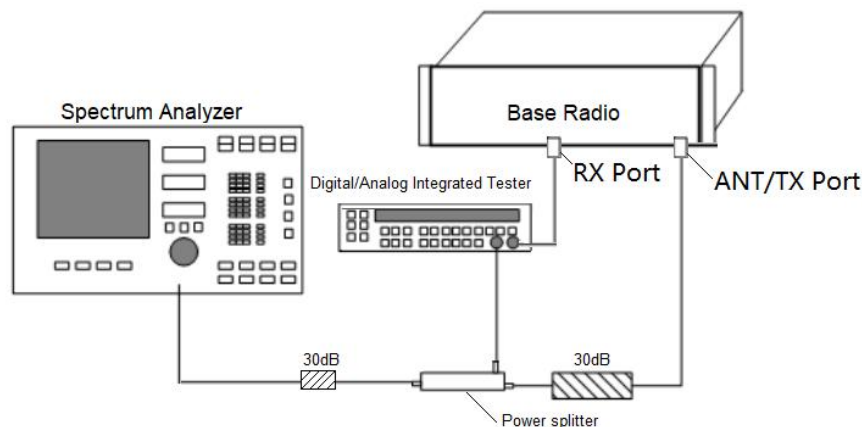 Spectrum Analyzer
Base Radio
RX Port
ANT/TX Port
Digital/Analog Integrated Tester
30dB
30dB
Power splitter